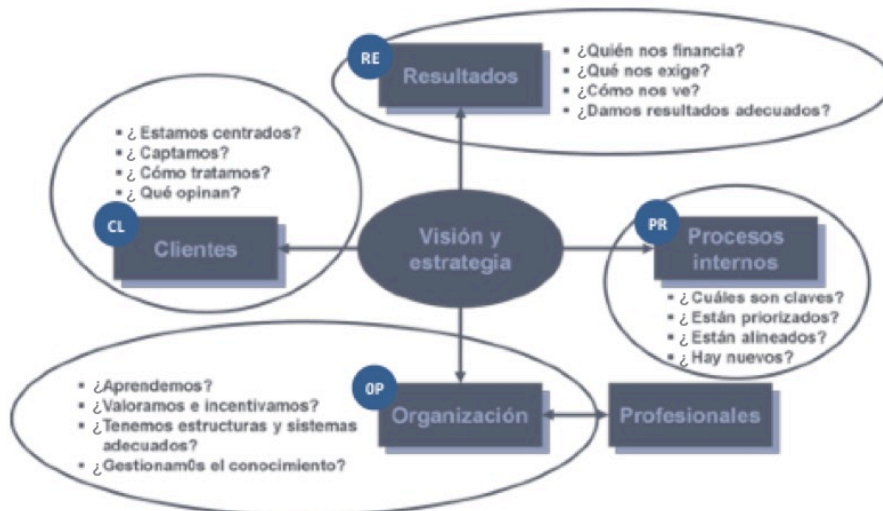 RE
Resultados
▪ ¿Quién nos financia?
▪ ¿Qué nos exige?
▪ ¿Cómo nos ve?
▪ ¿Damos resultados adecuados?
▪ ¿ Estamos centrados?
▪ ¿ Captamos?
▪ ¿ Cómo tratamos?
▪ ¿ Qué opinan?
CL
Clientes
Visión y
estrategia
PR
Procesos
internos
▪ ¿Cuáles son claves?
▪ ¿Están priorizados?
▪ ¿Están alineados?
▪ ¿Hay nuevos?
▪ ¿Aprendemos?
▪ ¿Valoramos e incentivamos?
▪ ¿Tenemos estructuras y sistemas
adecuados?
▪ ¿Gestionam0s el conocimiento?
0P
Organización
Profesionales